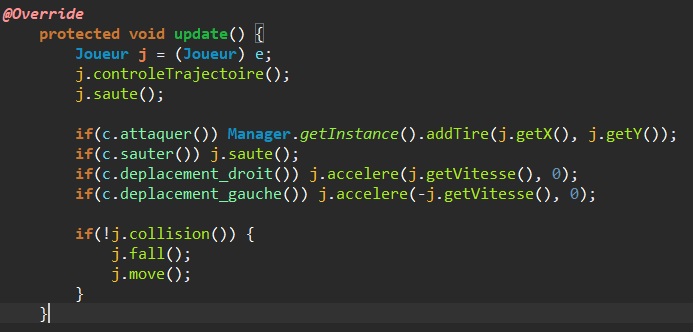 @Override
protected void update() {
Joueur j = (Joueur) e;
j.controleTrajectoire();
j.saute();
if(c.attaquer()) Manager.getInstance().addTire(j.getX(), j.getY());
if(c.sauter()) j.saute();
if(c.deplacement_droit()) j.accelere(j.getVitesse(), 0);
if(c.deplacement_gauche()) j.accelere(-j.getVitesse(), 0);
if(!j.collision()) {
j.fall();
j.move();
}
}